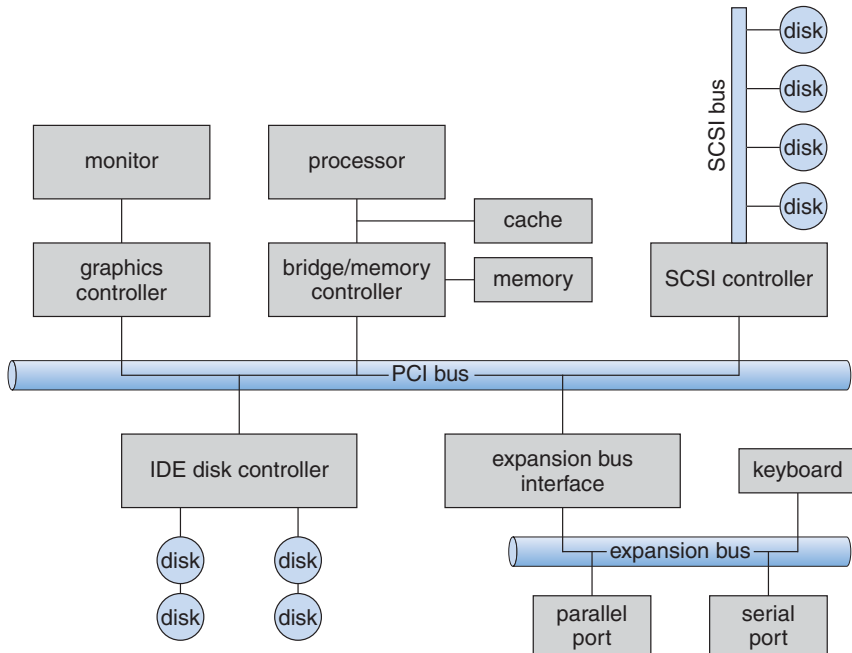 disk
disk
SCSI bus
disk
disk
monitor
processor
cache
graphics
controller
bridge/memory
controller
memory
SCSI controller
PCI bus
IDE disk controller
expansion bus
interface
keyboard
disk
disk
expansion bus
disk
disk
parallel
port
serial
port